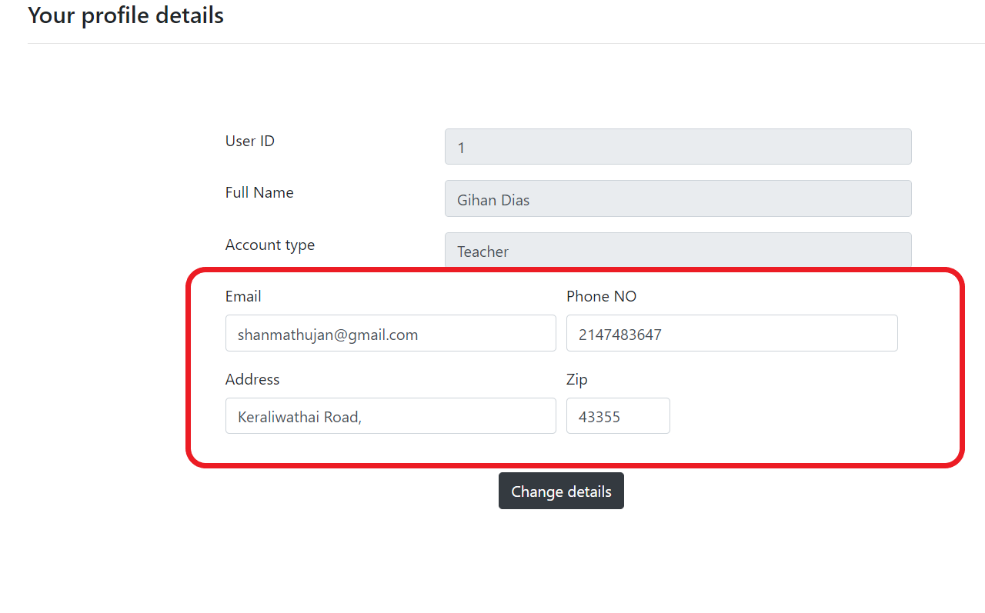 Your profile details
User ID
1
Full Name
Gihan Dias
Account type
Teacher
Email
Phone NO
shanmathujan@gmail.com
2147483647
Address
Zip
Keraliwathai Road,
43355
Change details